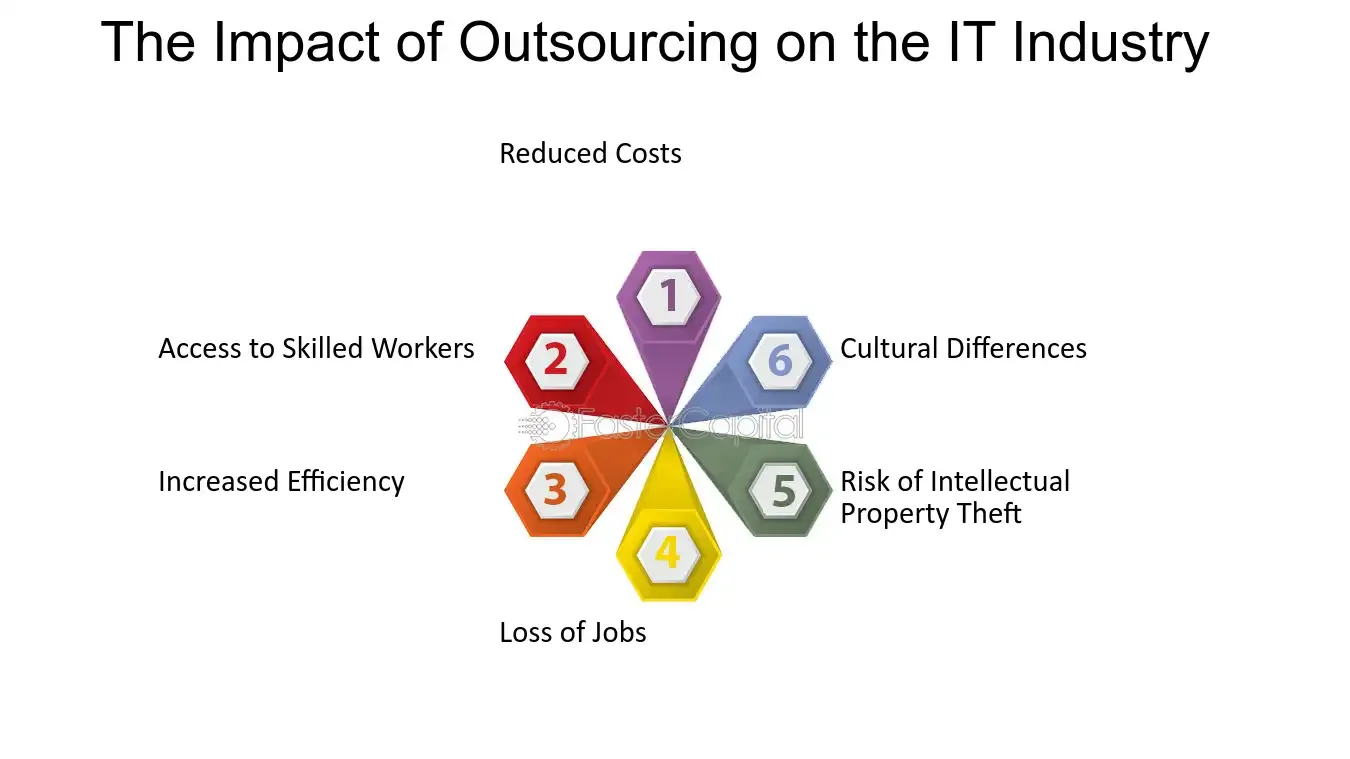 The Impact of Outsourcing on the IT Industry
Reduced Costs
1
2
6
Access to Skilled Workers
Cultural Differences
FasterCapital
3
5
Increased Efficiency
Risk of Intellectual
Property Theft
4
Loss of Jobs